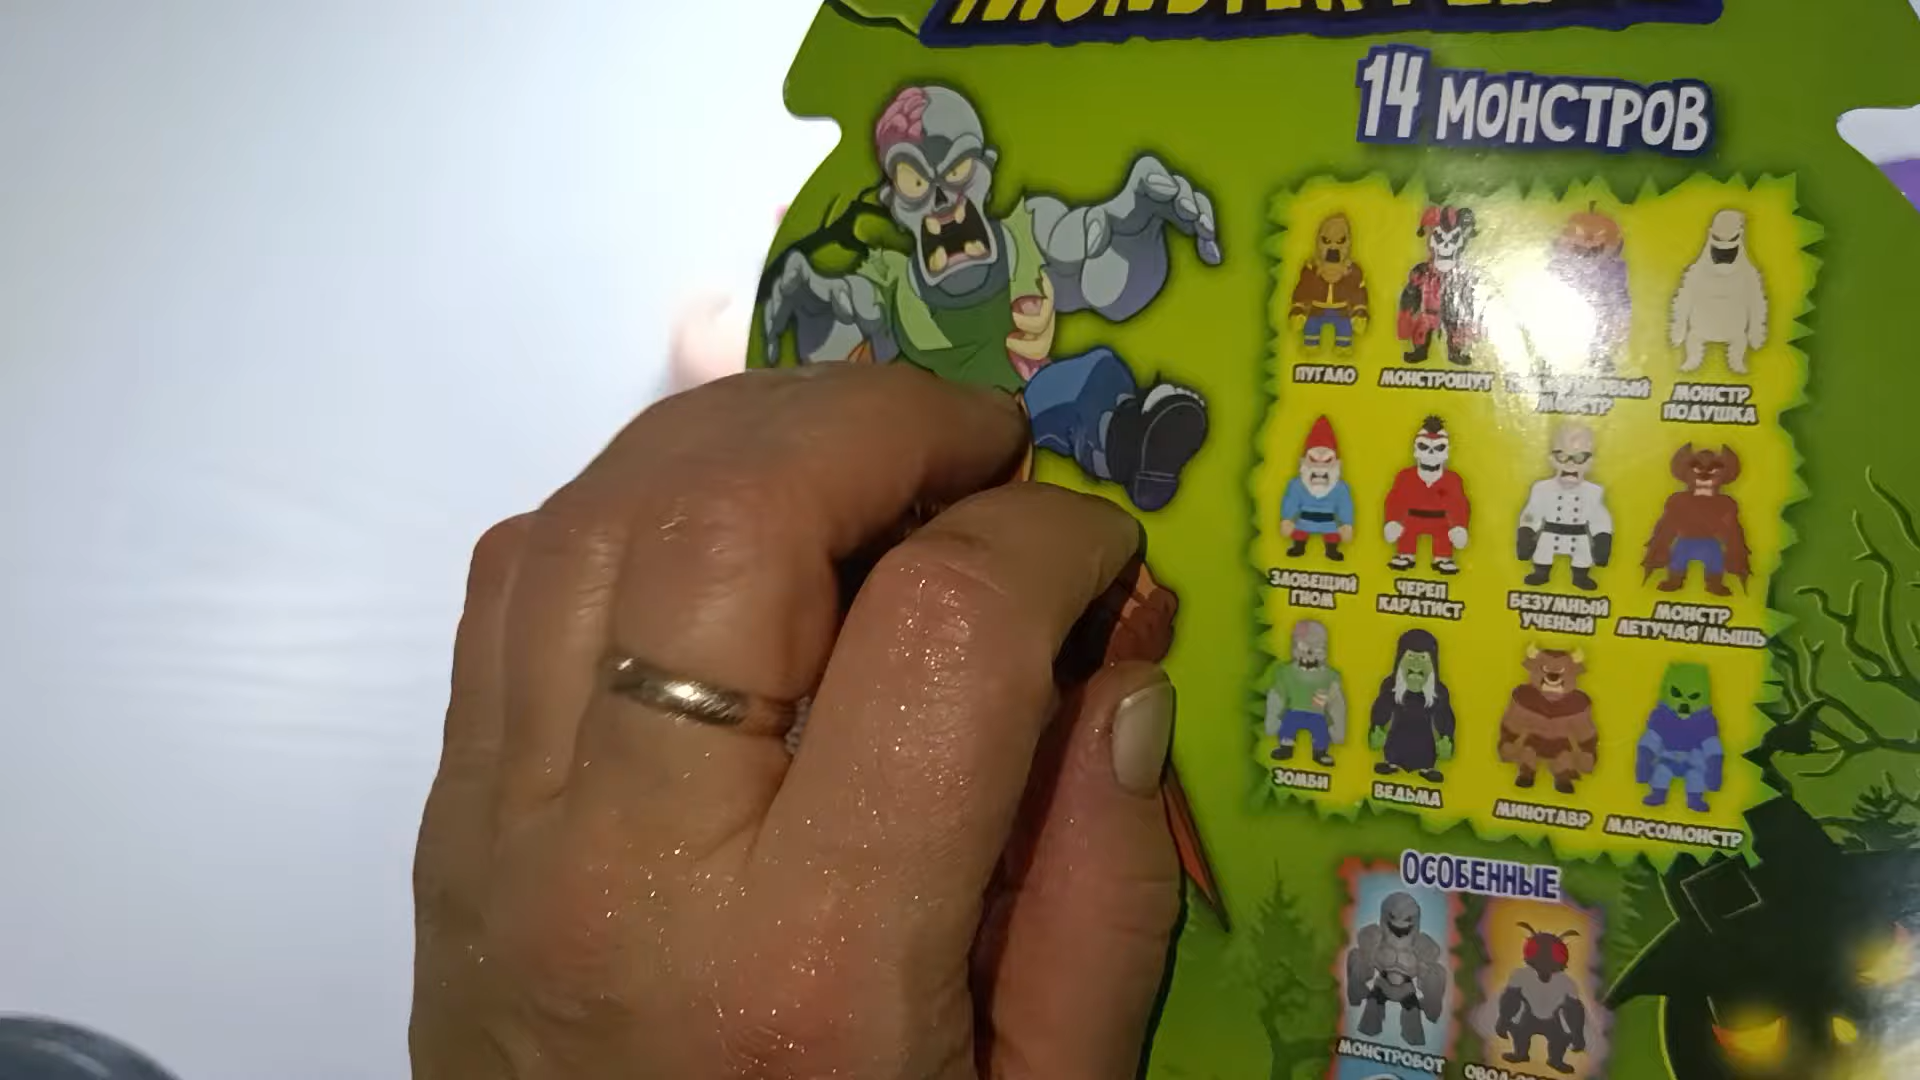 14 МОНСТРОВ
ПУГАЛО
МОНСТРОШУТ
МОНСТР
МОНСТР
ПОДУШКА
ЗЛОВЕЩИЙ
ГНОМ
ЧЕРЕП
КАРАТИСТ
БЕЗУМНЫЙ
УЧЕНЫЙ
МОНСТР
ЛЕТУЧАЯ МЫШЬ
ЗОМБИ
ВЕДЬМА
МИНОТАВР
МАРСОМОНСТР
ОСОБЕННЫЕ
МОНСТРОБОТ